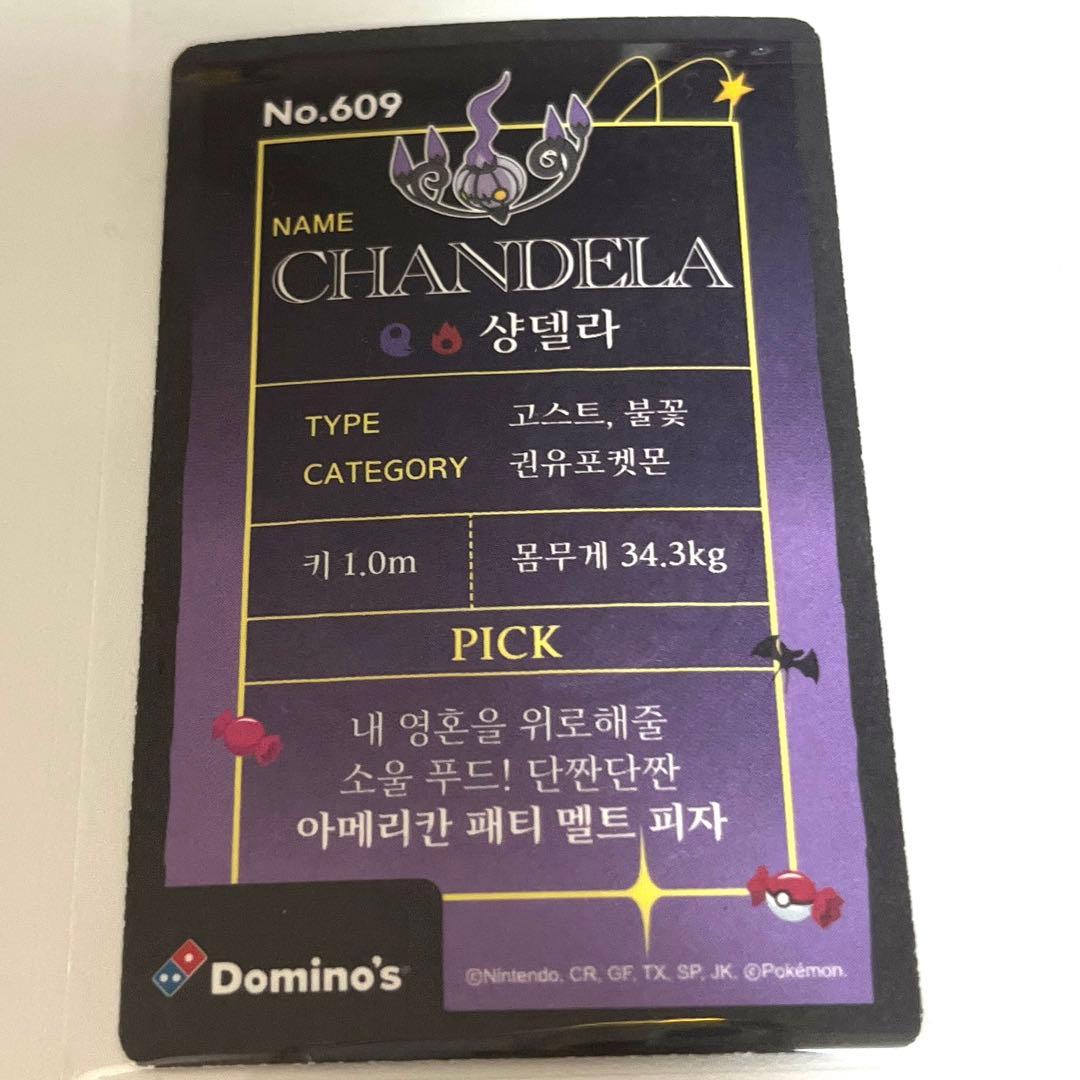 No.609
NAME
CHANDELA
샹델라
TYPE 고스트, 불꽃
CATEGORY 권유포켓몬
키 1.0m 몸무게 34.3kg
PICK
내 영혼을 위로해줄
소울 푸드! 단짠단짠
아메리칸 패티 멜트 피자
Domino's
©Nintendo, CR, GF, TX, SP, JK. ©Pokémon.